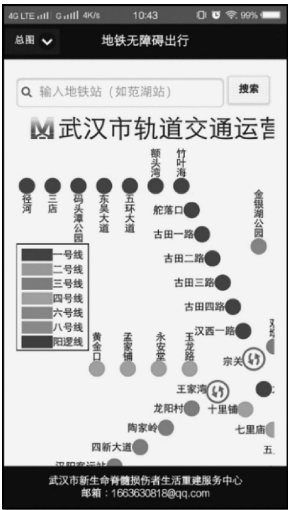 4G LTE G 4K/s 10:43 99%
总图 地铁无障碍出行
输入地铁站（如范湖站） 搜索
武汉市轨道交通运营
额头湾
竹叶海
径河
三店
码头潭公园
东吴大道
五环大道
金银湖公园
舵落口
古田一路
古田二路
古田三路
古田四路
汉西一路
宗关
一号线
二号线
三号线
四号线
六号线
八号线
阳逻线
黄金口
孟家铺
永安堂
玉龙路
王家湾
龙阳村
十里铺
陶家岭
七里庙
四新大道
五
汉阳客运站
武汉市新生命脊髓损伤者生活重建服务中心
邮箱：1663630818@qq.com